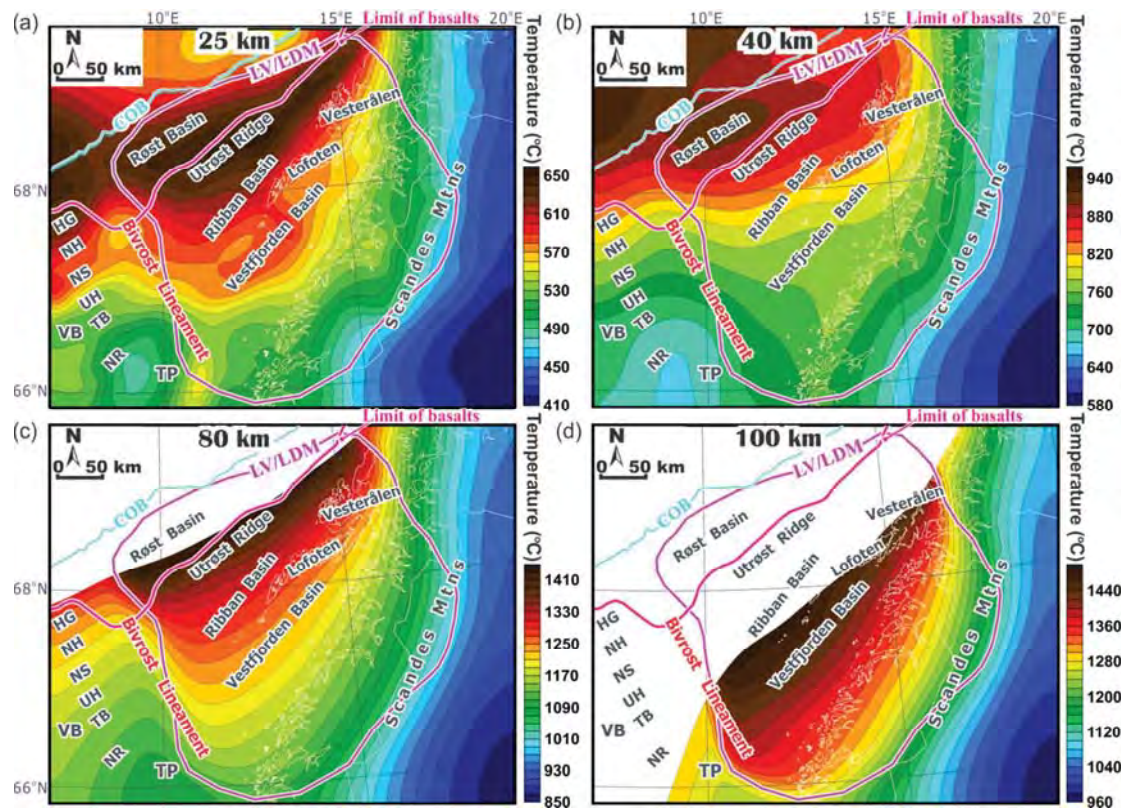 (a)
10°
15°
Limit of basalts
20°E
N
25 km
0 50 km
LV/LDM
COB
Røst Basin
Utrøst Ridge
Vesterålen
Lofoten
Ribban Basin
Vestfjorden Basin
68°N
HG
NH
NS
UH
VB
TB
NR
TP
66°N
Bivrost Lineament
Scandes Mtns
Temperature (°C)
650
610
570
530
490
450
410
(b)
10°
15°
Limit of basalts
20°E
N
40 km
0 50 km
LV/LDM
COB
Røst Basin
Utrøst Ridge
Vesterålen
Lofoten
Ribban Basin
Vestfjorden Basin
68°N
HG
NH
NS
UH
VB
TB
NR
TP
66°N
Bivrost Lineament
Scandes Mtns
Temperature (°C)
940
880
820
760
700
640
580
(c)
Limit of basalts
N
80 km
0 50 km
LV/LDM
COB
Røst Basin
Utrøst Ridge
Vesterålen
Lofoten
Ribban Basin
Vestfjorden Basin
68°N
HG
NH
NS
UH
VB
TB
NR
TP
66°N
Bivrost Lineament
Scandes Mtns
Temperature (°C)
1410
1330
1250
1170
1090
1010
930
850
(d)
Limit of basalts
N
100 km
0 50 km
LV/LDM
COB
Røst Basin
Utrøst Ridge
Vesterålen
Lofoten
Ribban Basin
Vestfjorden Basin
68°N
HG
NH
NS
UH
VB
TB
NR
TP
66°N
Bivrost Lineament
Scandes Mtns
Temperature (°C)
1440
1360
1280
1200
1120
1040
960